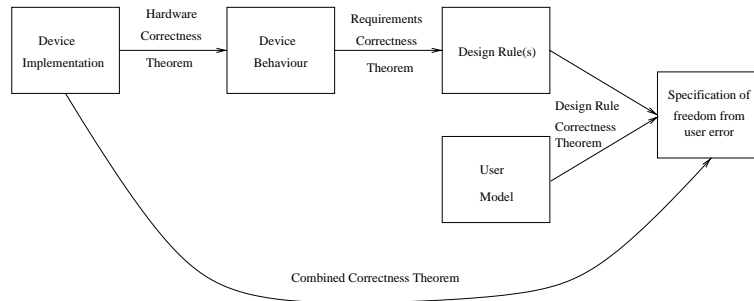 Device
Implementation
Hardware
Correctness
Theorem
Device
Behaviour
Requirements
Correctness
Theorem
Design Rule(s)
Design Rule
Correctness
Theorem
User
Model
Specification of
freedom from
user error
Combined Correctness Theorem